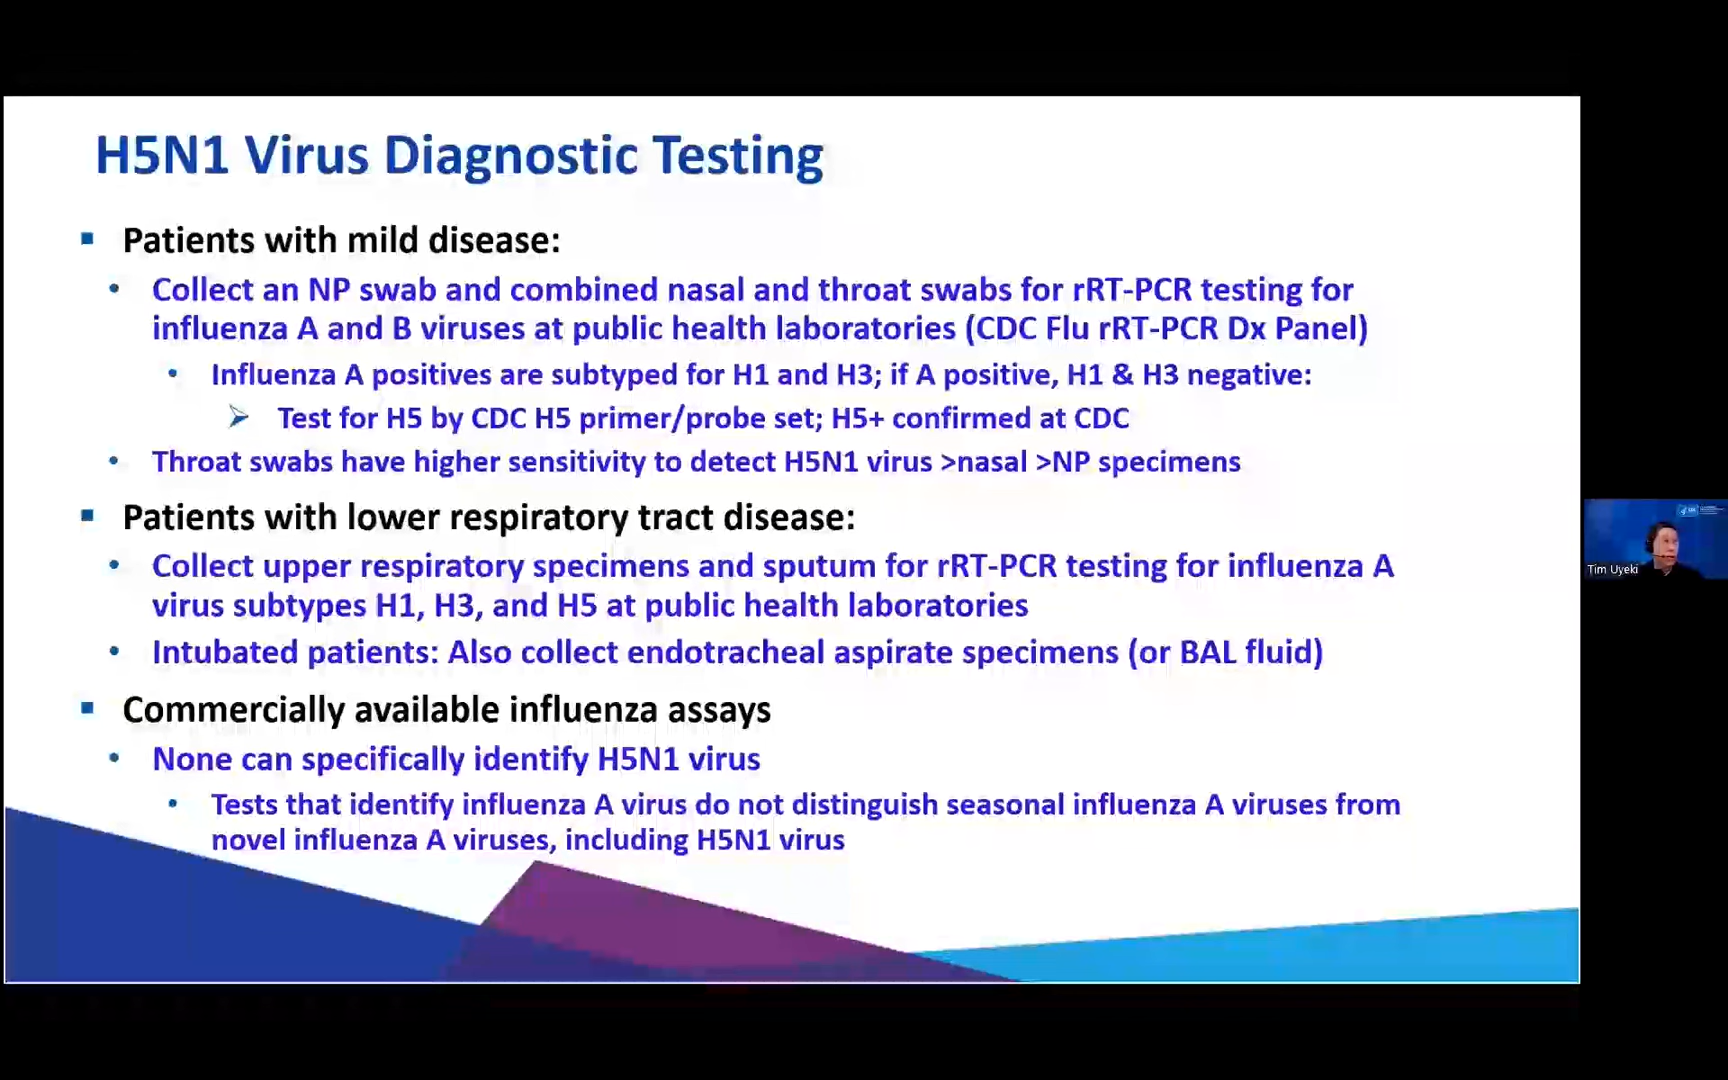 H5N1 Virus Diagnostic Testing
Patients with mild disease:
Collect an NP swab and combined nasal and throat swabs for rRT-PCR testing for
influenza A and B viruses at public health laboratories (CDC Flu rRT-PCR Dx Panel)
Influenza A positives are subtyped for H1 and H3; if A positive, H1 & H3 negative:
Test for H5 by CDC H5 primer/probe set; H5+ confirmed at CDC
Throat swabs have higher sensitivity to detect H5N1 virus >nasal >NP specimens
Patients with lower respiratory tract disease:
Collect upper respiratory specimens and sputum for rRT-PCR testing for influenza A
virus subtypes H1, H3, and H5 at public health laboratories
Intubated patients: Also collect endotracheal aspirate specimens (or BAL fluid)
Commercially available influenza assays
None can specifically identify H5N1 virus
Tests that identify influenza A virus do not distinguish seasonal influenza A viruses from
novel influenza A viruses, including H5N1 virus
Tim Uyeki